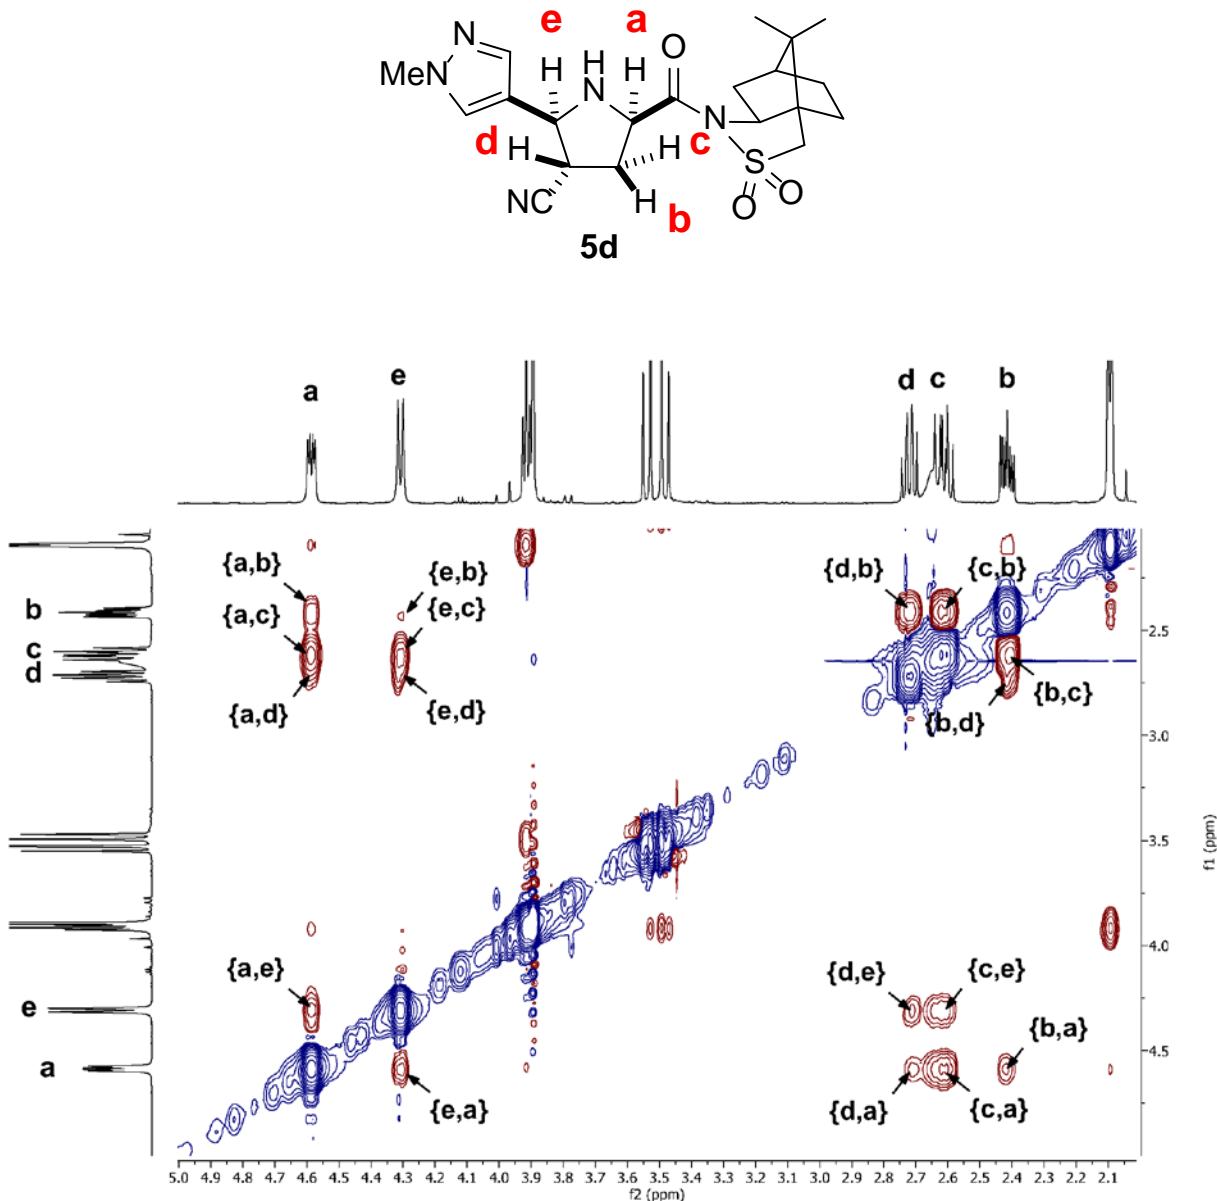 e a
N H N H O
MeN H
d H H c N
NC H S O
b O
5d
a e d c b
{a,b} {e,b} {d,b} {c,b}
b {a,c} {e,c}
c 2.5
d {a,d} {e,d} {b,d} {b,c}
3.0
3.5
f1 (ppm)
4.0
{a,e} {d,e} {c,e}
e {b,a}
a 4.5
{e,a} {d,a} {c,a}
5.0 4.9 4.8 4.7 4.6 4.5 4.4 4.3 4.2 4.1 4.0 3.9 3.8 3.7 3.6 3.5 3.4 3.3 3.2 3.1 3.0 2.9 2.8 2.7 2.6 2.5 2.4 2.3 2.2 2.1
f2 (ppm)